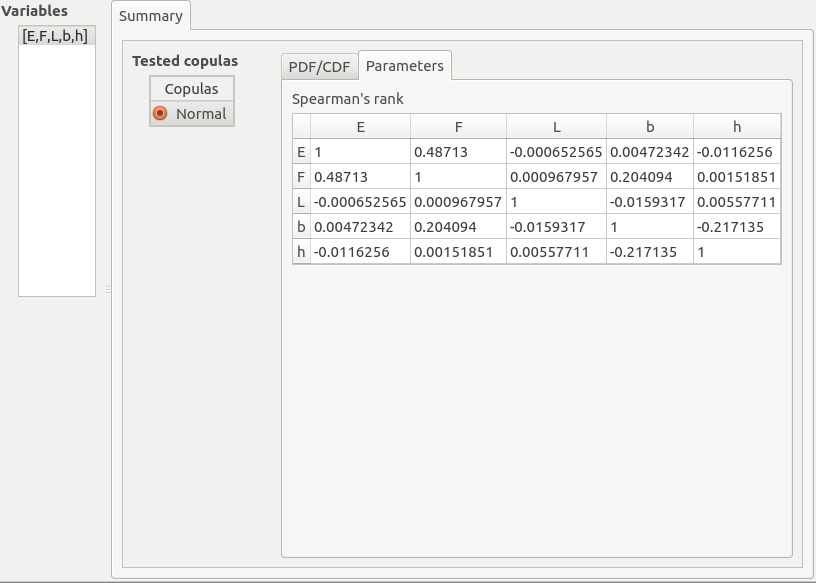 Variables
[E,F,L,b,h]
Summary
Tested copulas
Copulas
Normal
PDF/CDF Parameters
Spearman's rank
E F L b h
E 1 0.48713 -0.000652565 0.00472342 -0.0116256
F 0.48713 1 0.000967957 0.204094 0.00151851
L -0.000652565 0.000967957 1 -0.0159317 0.00557711
b 0.00472342 0.204094 -0.0159317 1 -0.217135
h -0.0116256 0.00151851 0.00557711 -0.217135 1